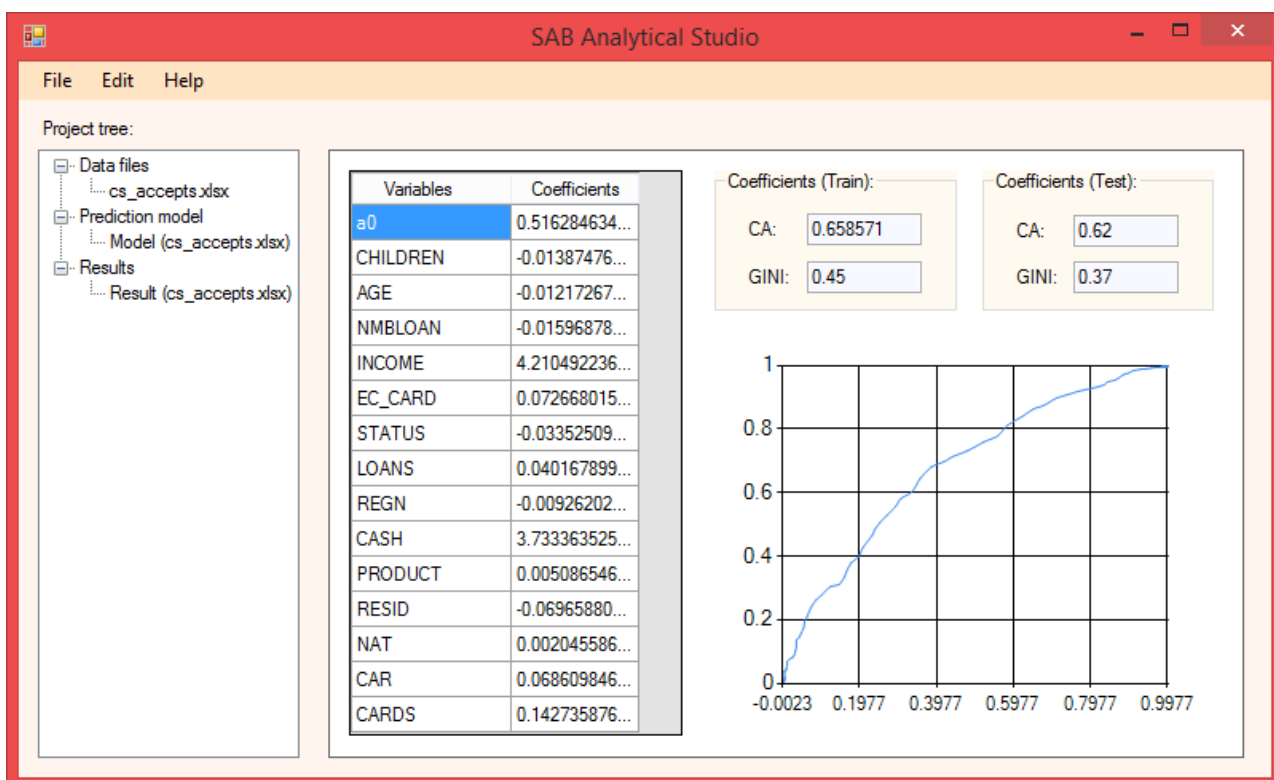 SAB Analytical Studio
File Edit Help
Project tree:
Data files
cs_accepts.xlsx
Prediction model
Model (cs_accepts.xlsx)
Results
Result (cs_accepts.xlsx)
Variables Coefficients
a0 0.516284634...
CHILDREN -0.01387476...
AGE -0.01217267...
NMBLOAN -0.01596878...
INCOME 4.210492236...
EC_CARD 0.072668015...
STATUS -0.03352509...
LOANS 0.040167899...
REGN -0.00926202...
CASH 3.733363525...
PRODUCT 0.005086546...
RESID -0.06965880...
NAT 0.002045586...
CAR 0.068609846...
CARDS 0.142735876...
Coefficients (Train):
CA: 0.658571
GINI: 0.45
Coefficients (Test):
CA: 0.62
GINI: 0.37
1
0.8
0.6
0.4
0.2
0
-0.0023 0.1977 0.3977 0.5977 0.7977 0.9977